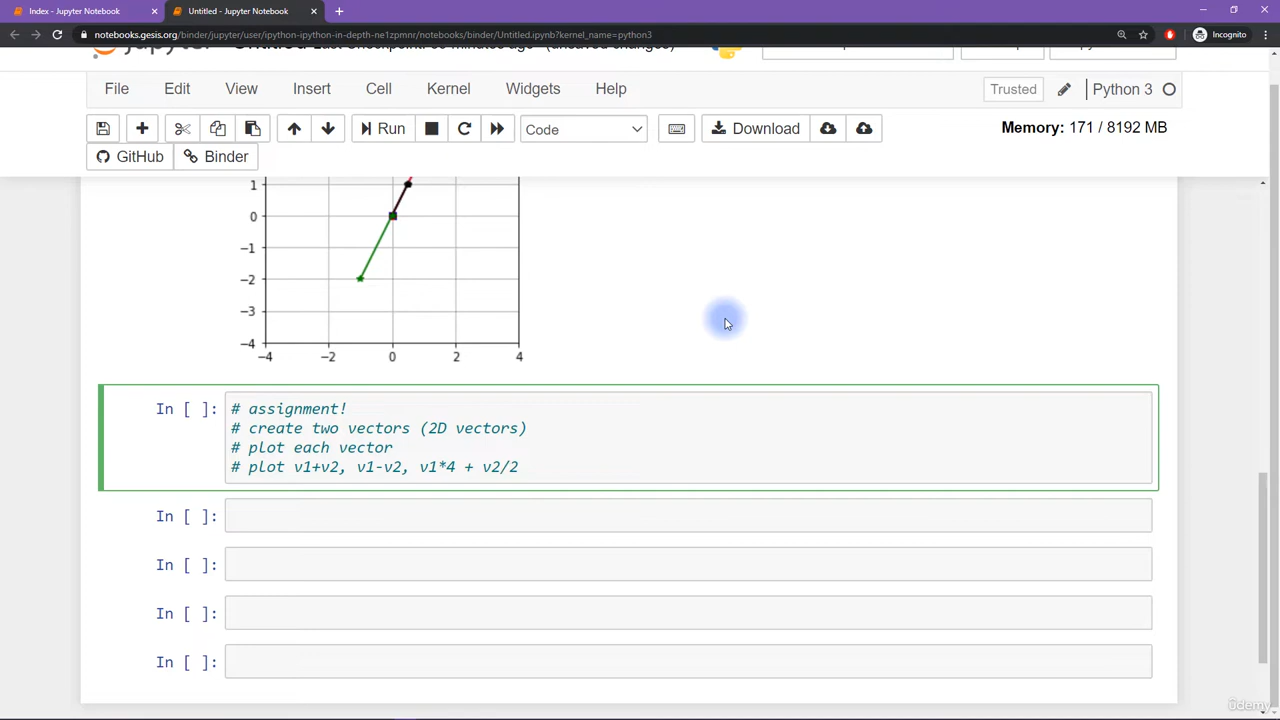 Index - Jupyter Notebook
Untitled - Jupyter Notebook
notebooks.gesis.org/binder/jupyter/user/ipython-ipython-in-depth-ne1zpmnr/notebooks/binder/Untitled.ipynb?kernel_name=python3
Incognito
File Edit View Insert Cell Kernel Widgets Help
Trusted
Python 3
Run
Code
Download
Memory: 171 / 8192 MB
GitHub
Binder
1
0
−1
−2
−3
−4
−4 −2 0 2 4
In [ ]:
# assignment!
# create two vectors (2D vectors)
# plot each vector
# plot v1+v2, v1-v2, v1*4 + v2/2
In [ ]:
In [ ]:
In [ ]:
In [ ]:
ûdemy